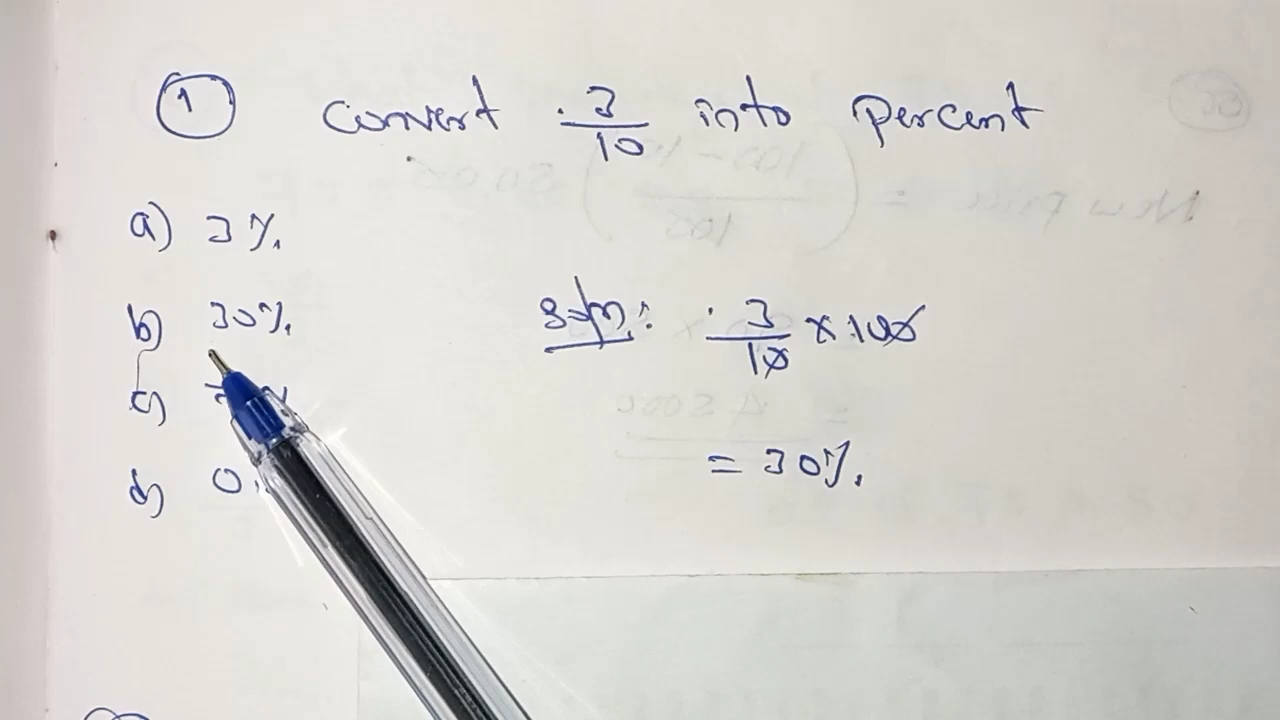 1 Convert 3/10 into percent
a) 3%
b) 30%
c)
d) 0.
Soln: 3/10 × 100
= 30%